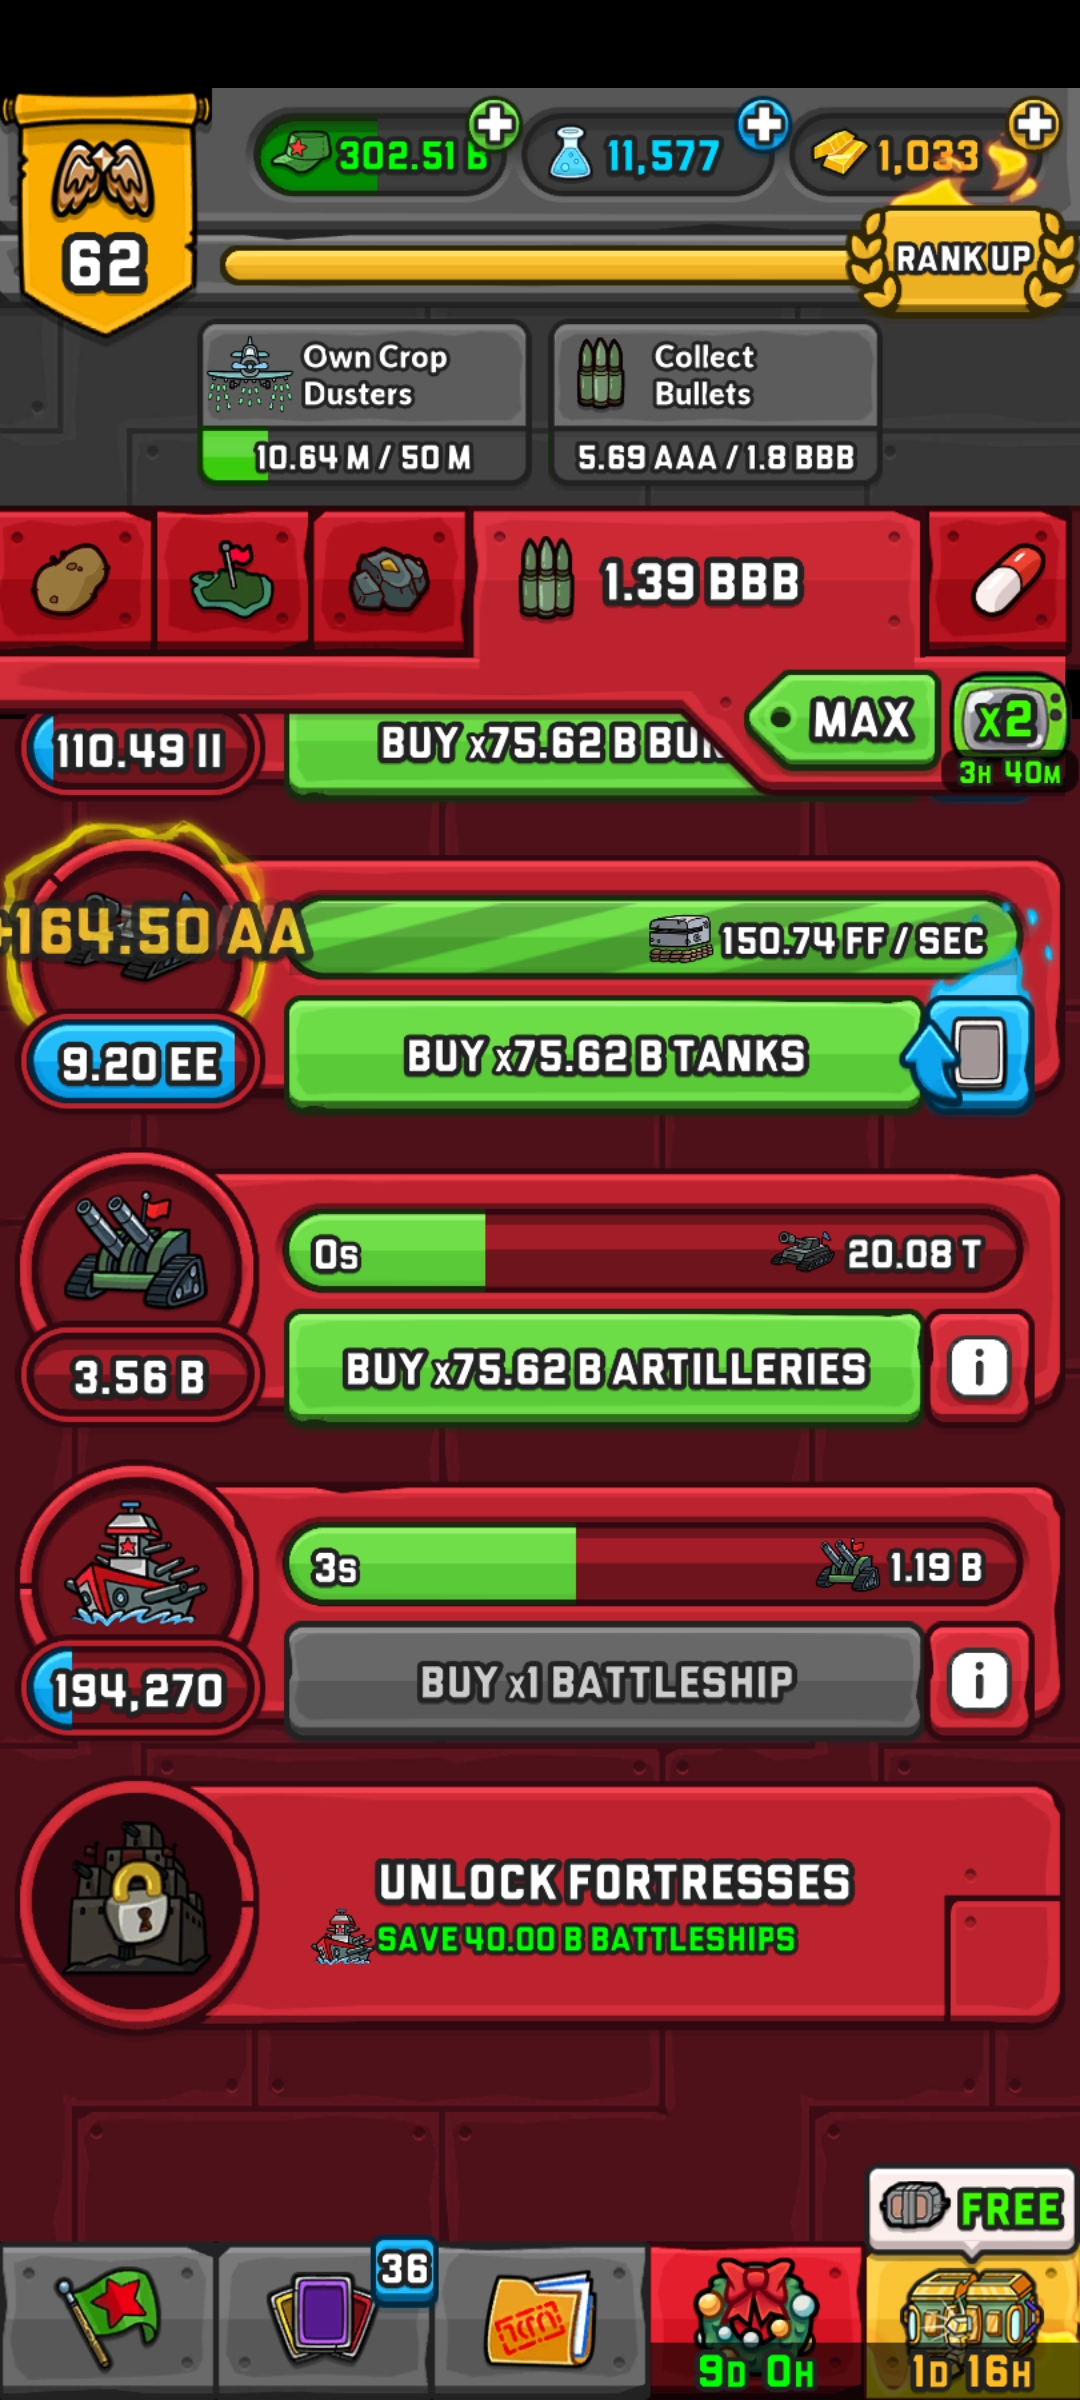 302.51 B
11,577
1,033
62
RANK UP
Own Crop
Dusters
10.64 M / 50 M
Collect
Bullets
5.69 AAA / 1.8 BBB
1.39 BBB
MAX
x2
3H 40M
110.49 II
BUY x75.62 B
+164.50 AA
150.74 FF / SEC
9.20 EE
BUY x75.62 B TANKS
0s
20.08 T
3.56 B
BUY x75.62 B ARTILLERIES
i
3s
1.19 B
194,270
BUY x1 BATTLESHIP
i
UNLOCK FORTRESSES
SAVE 40.00 B BATTLESHIPS
FREE
36
9D 0H
1D 16H